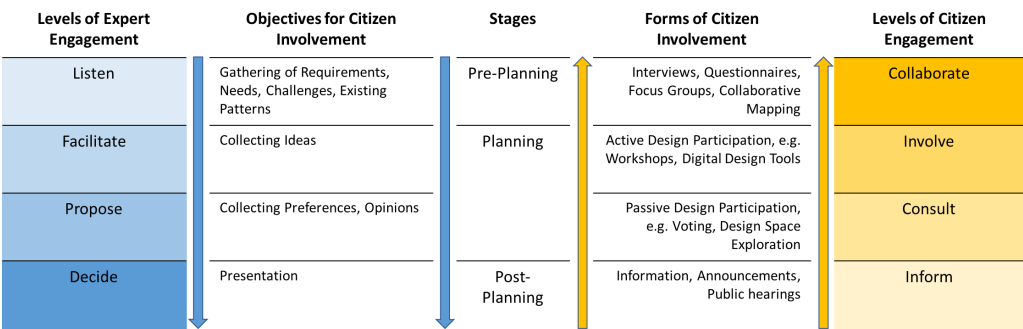 Levels of Expert
Engagement
Objectives for Citizen
Involvement
Stages
Forms of Citizen
Involvement
Levels of Citizen
Engagement
Listen
Gathering of Requirements,
Needs, Challenges, Existing
Patterns
Pre-Planning
Interviews, Questionnaires,
Focus Groups, Collaborative
Mapping
Collaborate
Facilitate
Collecting Ideas
Planning
Active Design Participation, e.g.
Workshops, Digital Design Tools
Involve
Propose
Collecting Preferences, Opinions
Passive Design Participation,
e.g. Voting, Design Space
Exploration
Consult
Decide
Presentation
Post-
Planning
Information, Announcements,
Public hearings
Inform